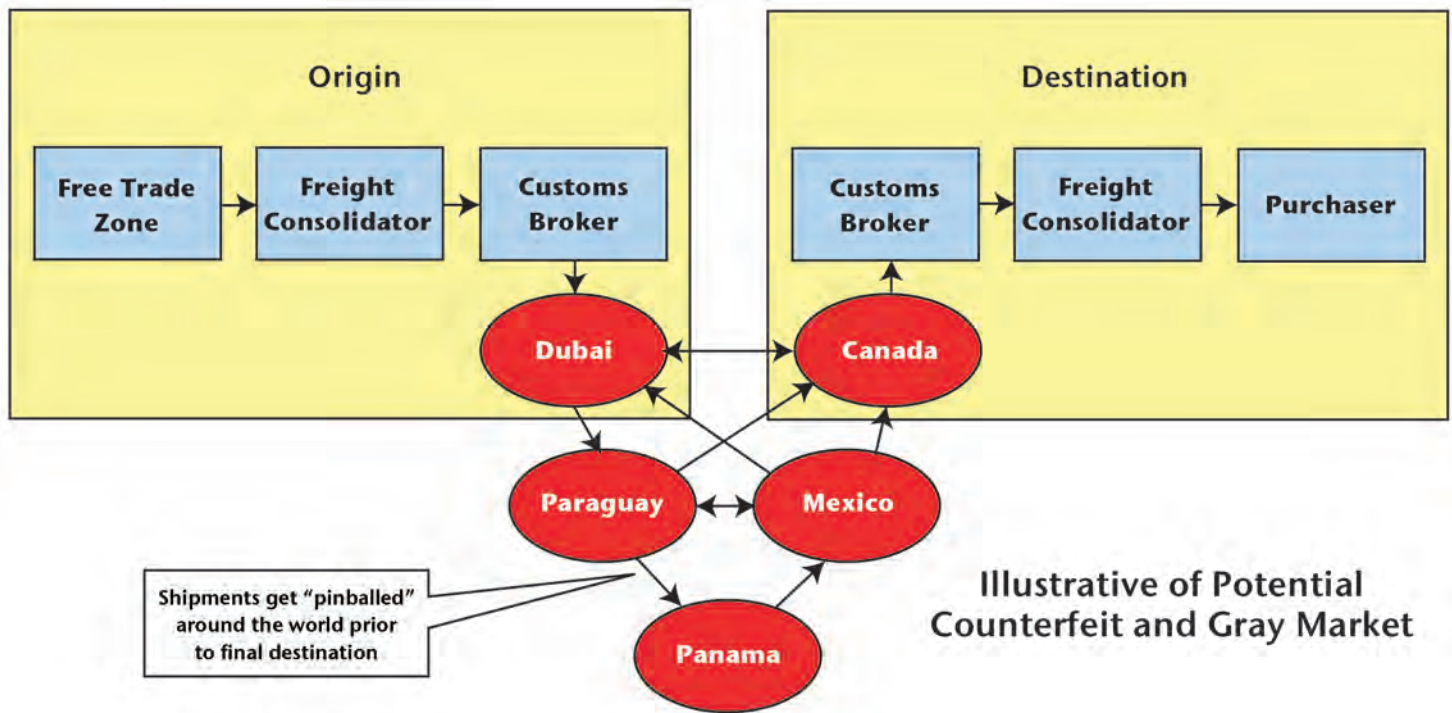 Origin
Destination
Free Trade
Zone
Freight
Consolidator
Customs
Broker
Customs
Broker
Freight
Consolidator
Purchaser
Dubai
Canada
Paraguay
Mexico
Panama
Shipments get “pinballed”
around the world prior
to final destination
Illustrative of Potential
Counterfeit and Gray Market